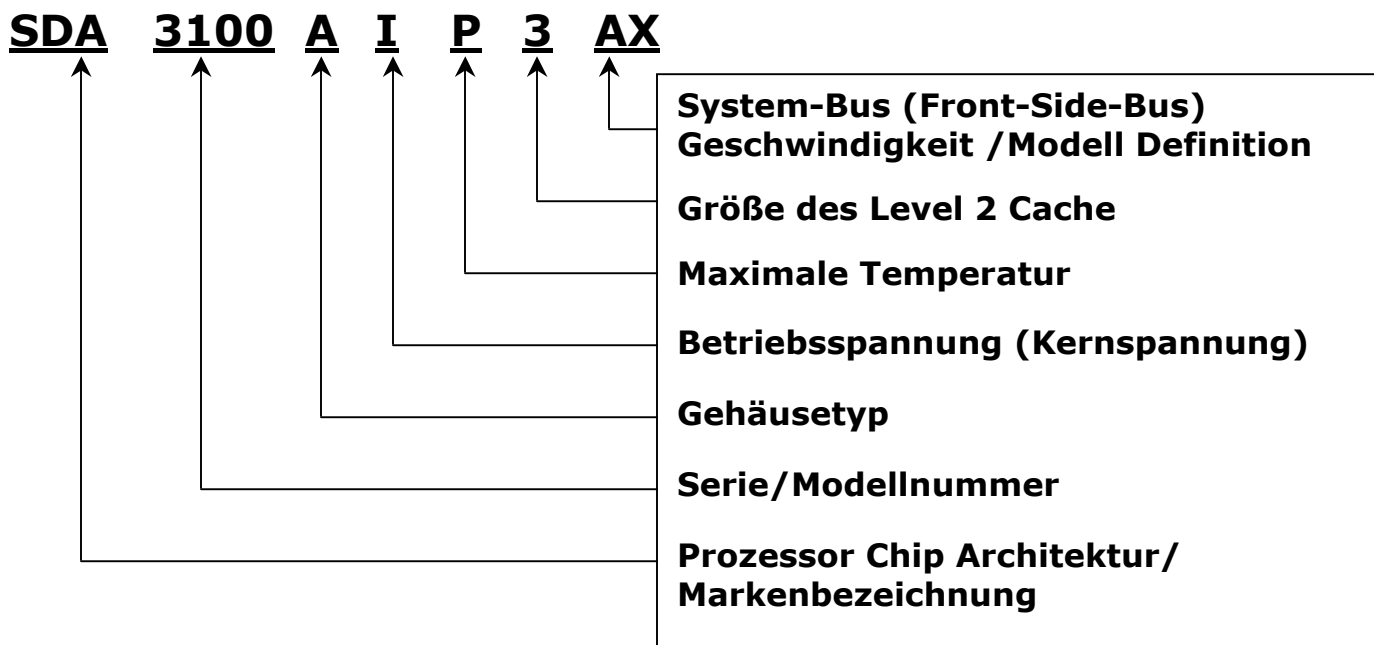 SDA 3100 A I P 3 AX
System-Bus (Front-Side-Bus)
Geschwindigkeit /Modell Definition
Größe des Level 2 Cache
Maximale Temperatur
Betriebsspannung (Kernspannung)
Gehäusetyp
Serie/Modellnummer
Prozessor Chip Architektur/
Markenbezeichnung